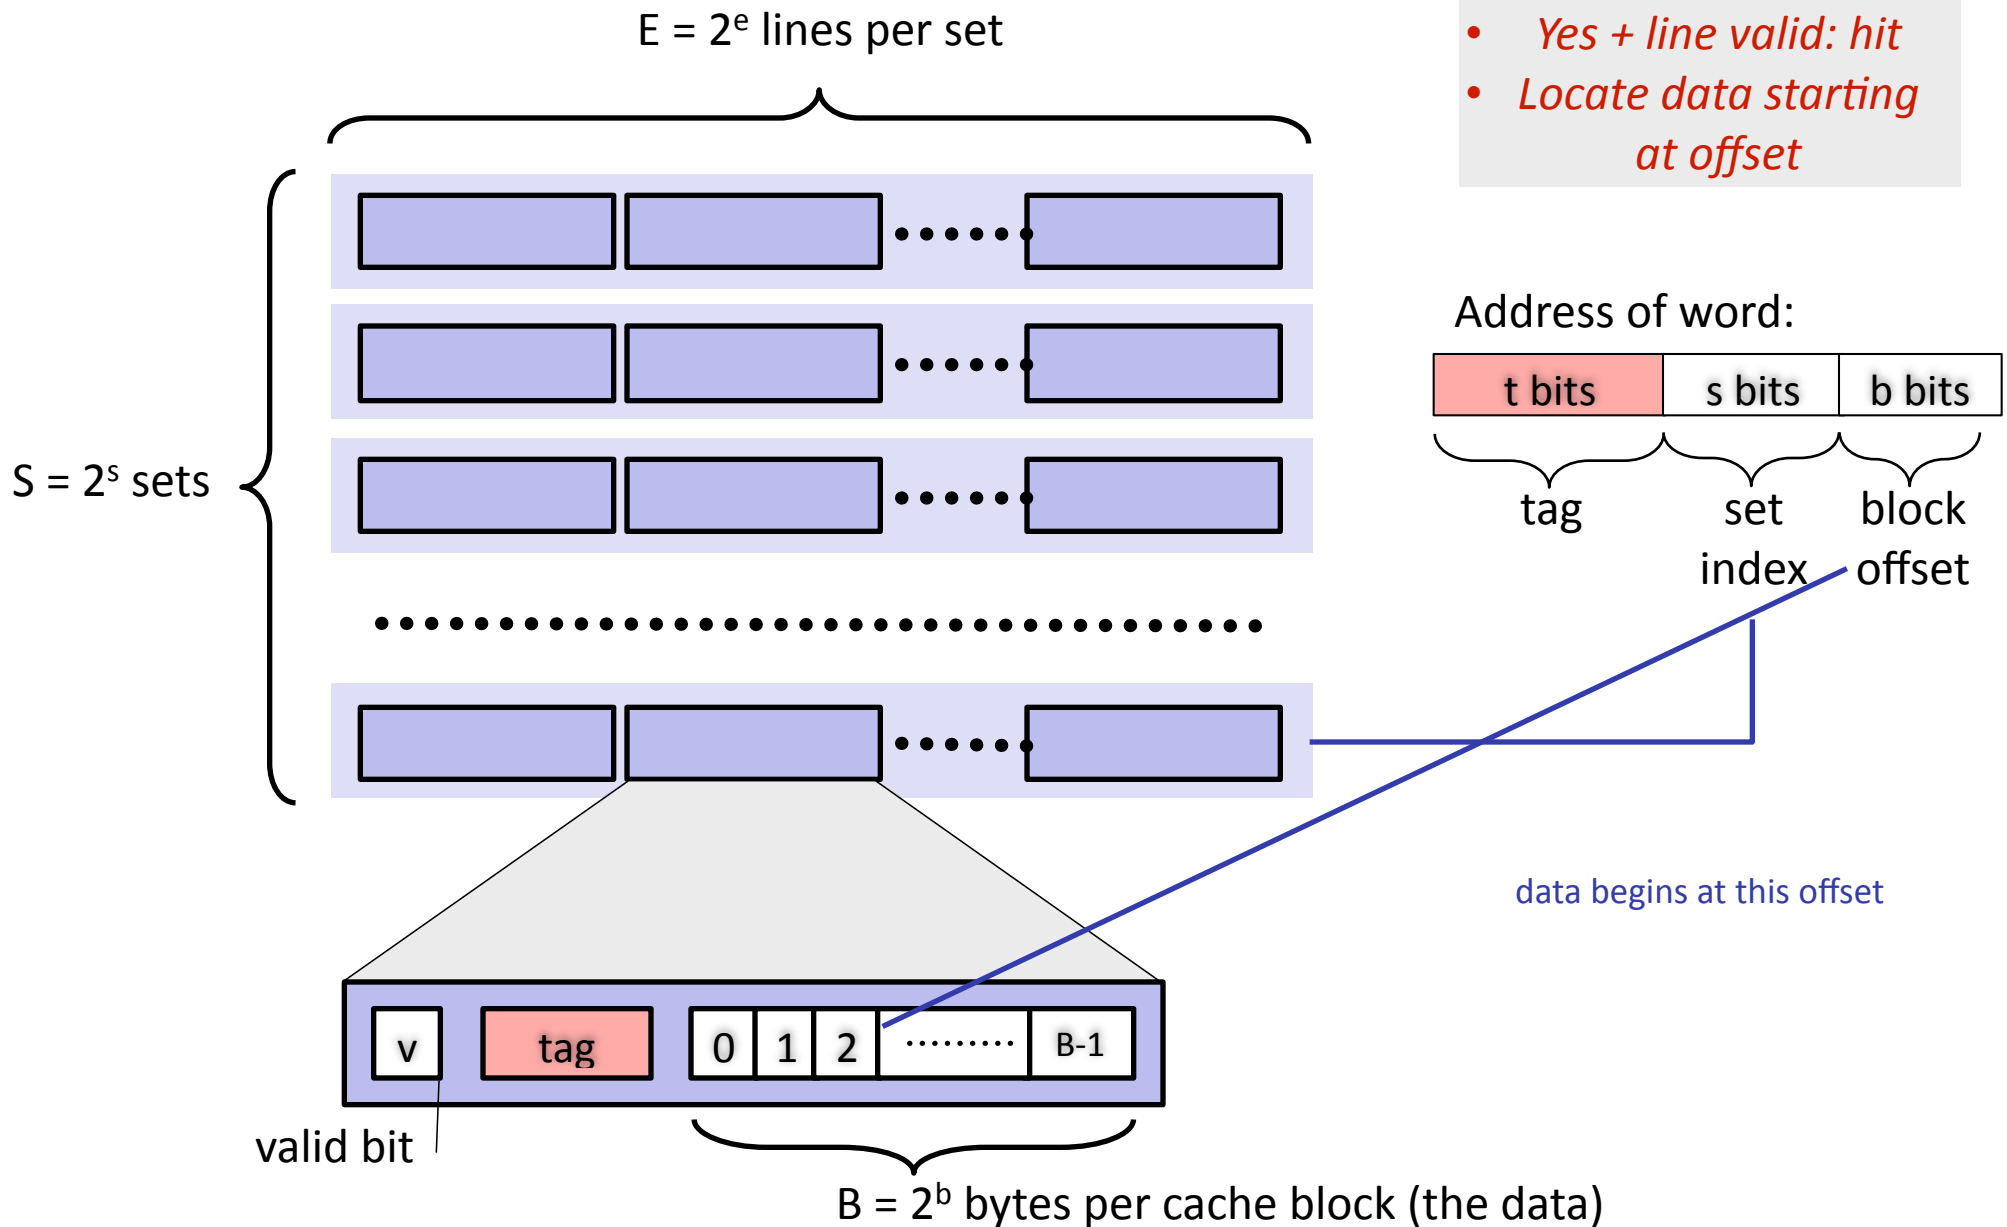 E = 2ᵉ lines per set
• Yes + line valid: hit
• Locate data starting
at offset
Address of word:
t bits s bits b bits
tag set block
index offset
S = 2ˢ sets
data begins at this offset
v tag 0 1 2 ......... B-1
valid bit
B = 2ᵇ bytes per cache block (the data)